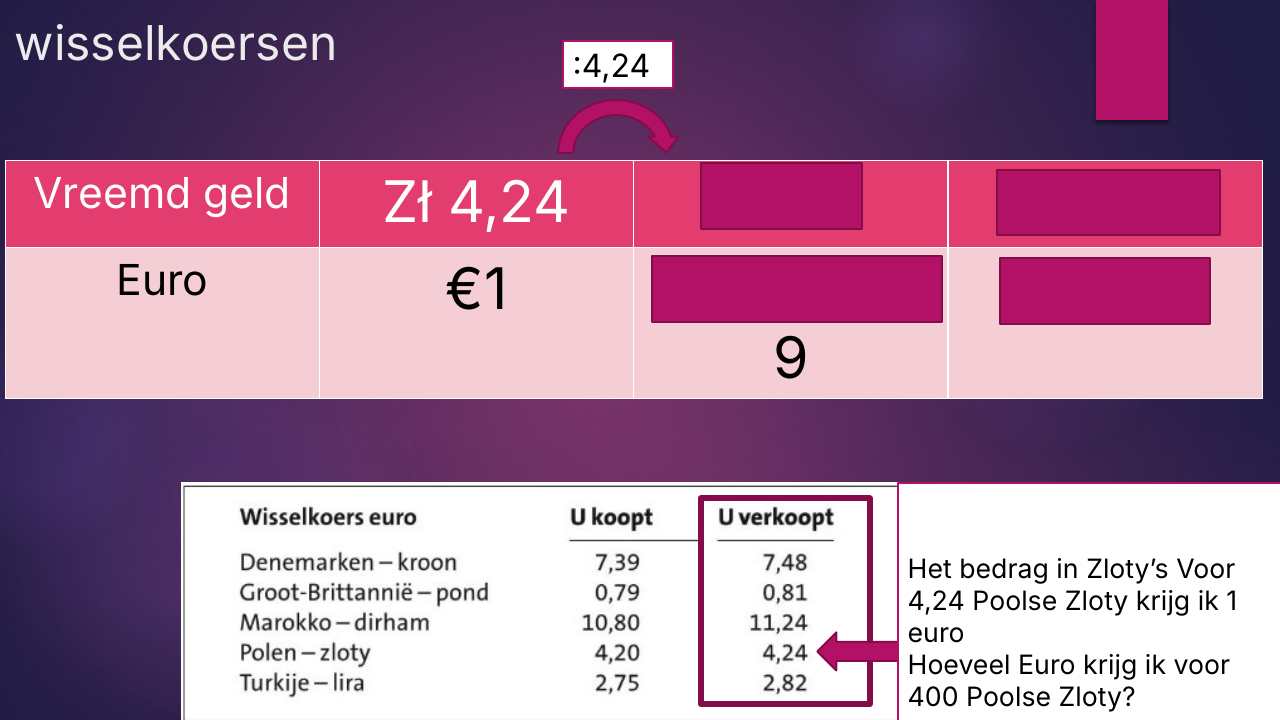 wisselkoersen
:4,24
Vreemd geld Zł 4,24
Euro €1
9
Wisselkoers euro U koopt U verkoopt
Denemarken – kroon 7,39 7,48
Groot-Brittannië – pond 0,79 0,81
Marokko – dirham 10,80 11,24
Polen – zloty 4,20 4,24
Turkije – lira 2,75 2,82
Het bedrag in Zloty’s Voor
4,24 Poolse Zloty krijg ik 1
euro
Hoeveel Euro krijg ik voor
400 Poolse Zloty?